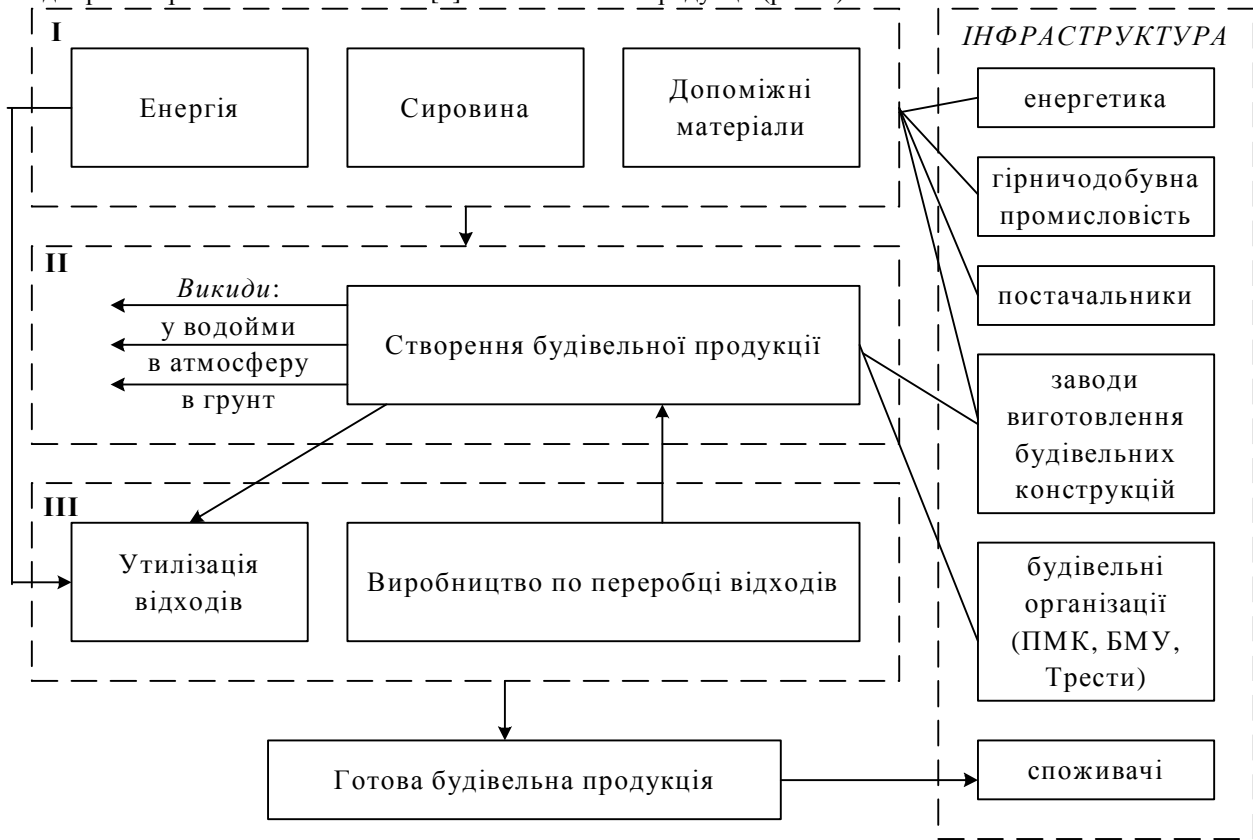 І
Енергія
Сировина
Допоміжні
матеріали
ІІ
Викиди:
у водойми
в атмосферу
в грунт
Створення будівельної продукції
ІІІ
Утилізація
відходів
Виробництво по переробці відходів
Готова будівельна продукція
ІНФРАСТРУКТУРА
енергетика
гірничодобувна
промисловість
постачальники
заводи
виготовлення
будівельних
конструкцій
будівельні
організації
(ПМК, БМУ,
Трести)
споживачі